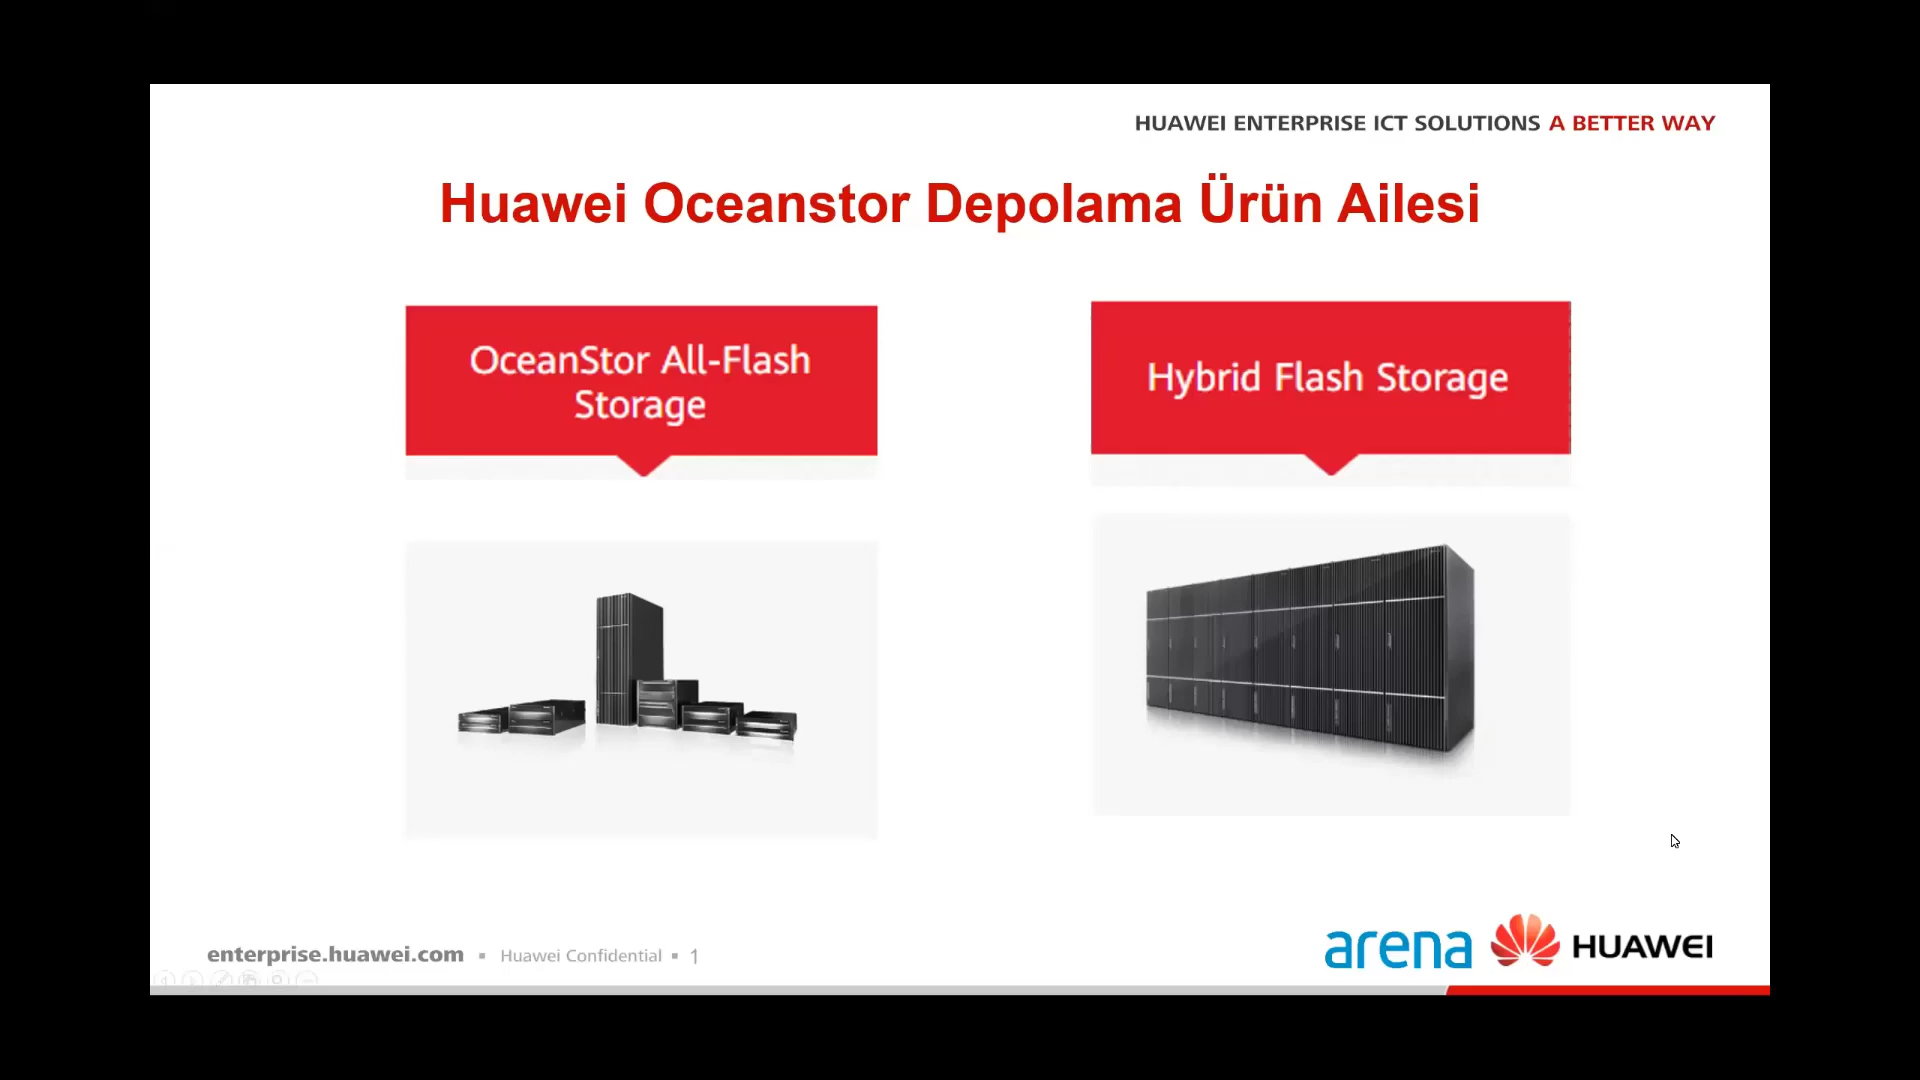 HUAWEI ENTERPRISE ICT SOLUTIONS A BETTER WAY
Huawei Oceanstor Depolama Ürün Ailesi
OceanStor All-Flash
Storage
Hybrid Flash Storage
enterprise.huawei.com ▪ Huawei Confidential ▪ 1
arena HUAWEI